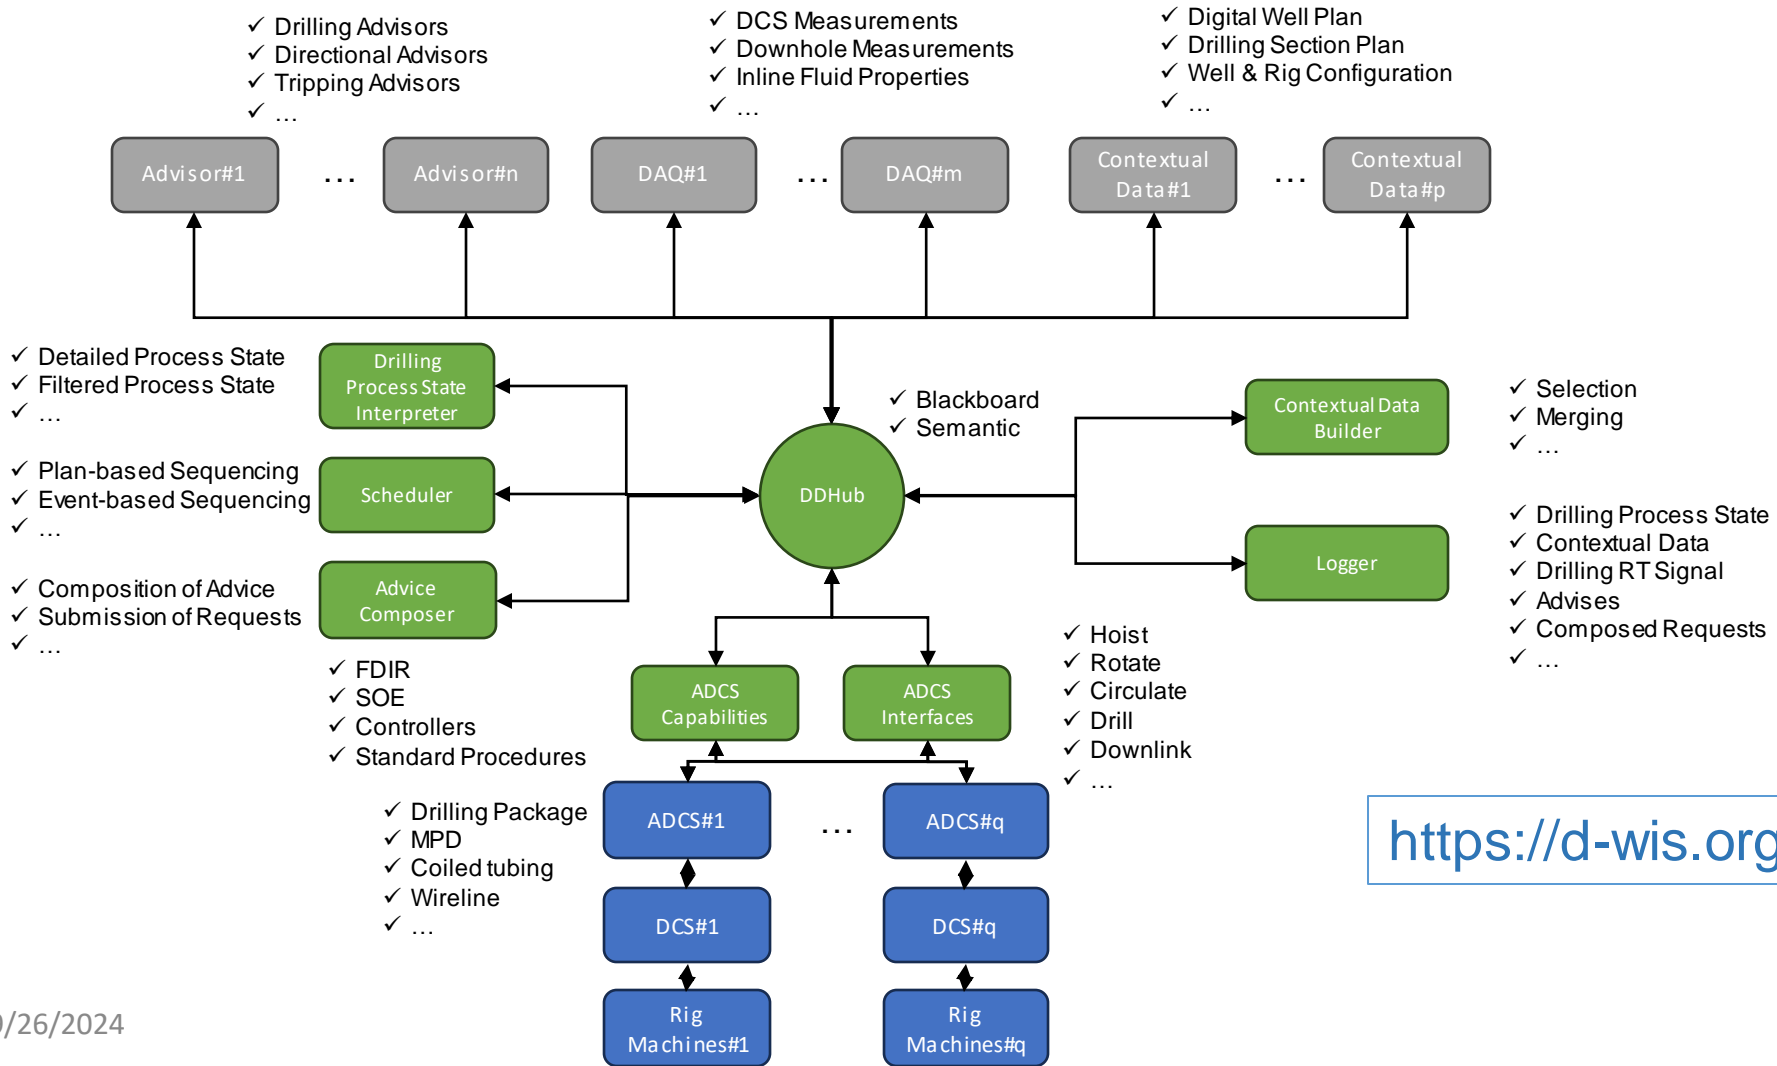 ✓ Drilling Advisors
✓ Directional Advisors
✓ Tripping Advisors
✓ ...
✓ DCS Measurements
✓ Downhole Measurements
✓ Inline Fluid Properties
✓ ...
✓ Digital Well Plan
✓ Drilling Section Plan
✓ Well & Rig Configuration
✓ ...
Advisor#1
...
Advisor#n
DAQ#1
...
DAQ#m
Contextual
Data#1
...
Contextual
Data#p
✓ Detailed Process State
✓ Filtered Process State
✓ ...
Drilling
Process State
Interpreter
✓ Blackboard
✓ Semantic
Contextual Data
Builder
✓ Selection
✓ Merging
✓ ...
✓ Plan-based Sequencing
✓ Event-based Sequencing
✓ ...
Scheduler
DDHub
✓ Composition of Advice
✓ Submission of Requests
✓ ...
Advice
Composer
Logger
✓ Drilling Process State
✓ Contextual Data
✓ Drilling RT Signal
✓ Advises
✓ Composed Requests
✓ ...
✓ FDIR
✓ SOE
✓ Controllers
✓ Standard Procedures
ADCS
Capabilities
ADCS
Interfaces
✓ Hoist
✓ Rotate
✓ Circulate
✓ Drill
✓ Downlink
✓ ...
✓ Drilling Package
✓ MPD
✓ Coiled tubing
✓ Wireline
✓ ...
ADCS#1
...
ADCS#q
DCS#1
DCS#q
Rig
Machines#1
Rig
Machines#q
https://d-wis.org
/26/2024